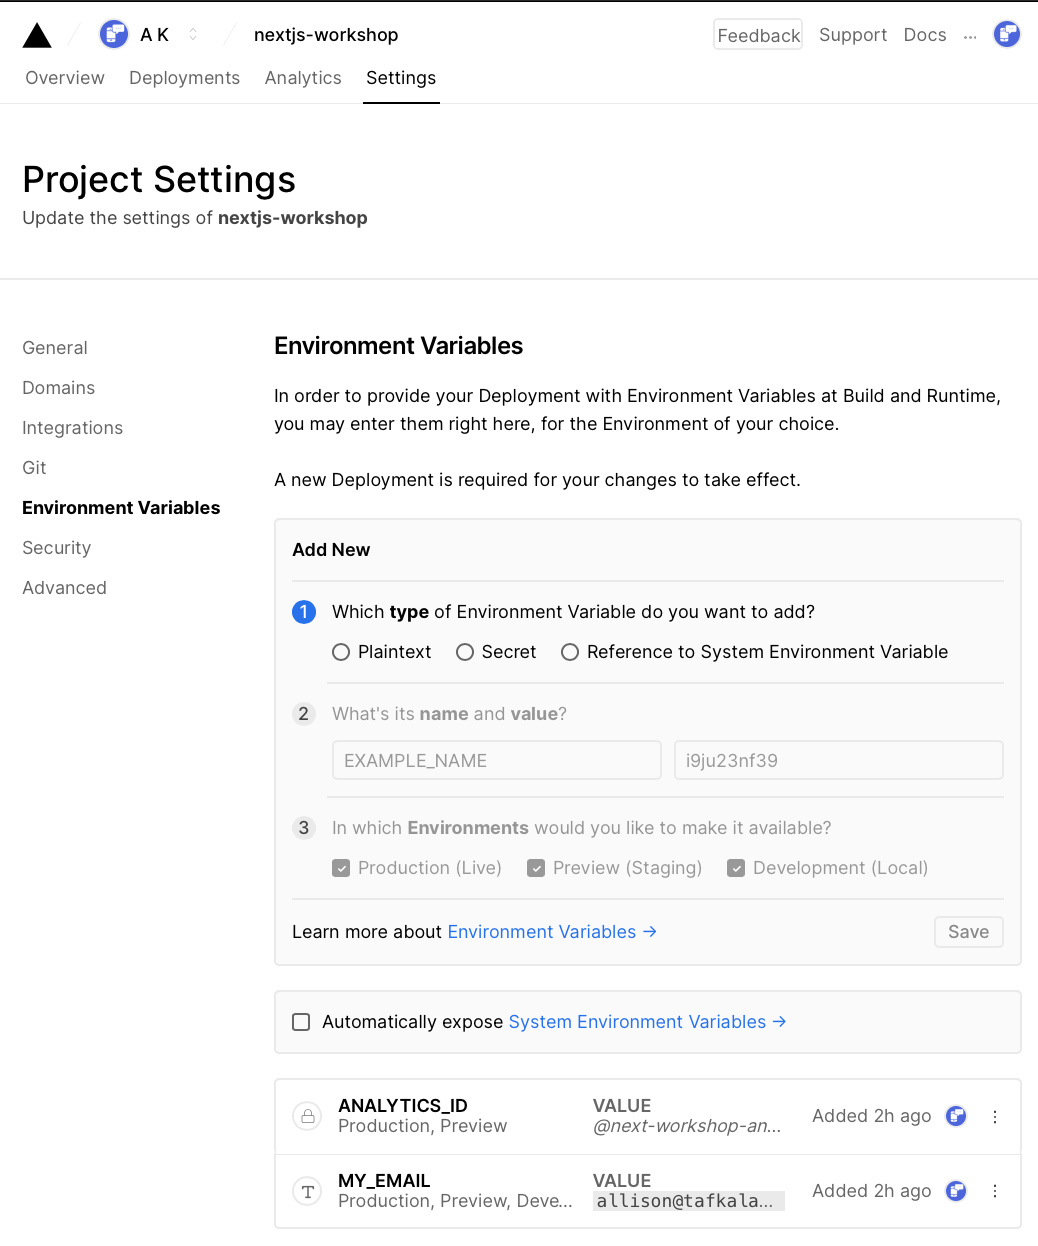 A K
nextjs-workshop
Feedback Support Docs ...
Overview Deployments Analytics Settings
Project Settings
Update the settings of nextjs-workshop
General
Domains
Integrations
Git
Environment Variables
Security
Advanced
Environment Variables
In order to provide your Deployment with Environment Variables at Build and Runtime,
you may enter them right here, for the Environment of your choice.
A new Deployment is required for your changes to take effect.
Add New
1 Which type of Environment Variable do you want to add?
Plaintext Secret Reference to System Environment Variable
2 What's its name and value?
EXAMPLE_NAME i9ju23nf39
3 In which Environments would you like to make it available?
Production (Live) Preview (Staging) Development (Local)
Learn more about Environment Variables →
Save
Automatically expose System Environment Variables →
ANALYTICS_ID VALUE
Production, Preview @next-workshop-an... Added 2h ago
T MY_EMAIL VALUE
Production, Preview, Deve... allison@tafkala... Added 2h ago